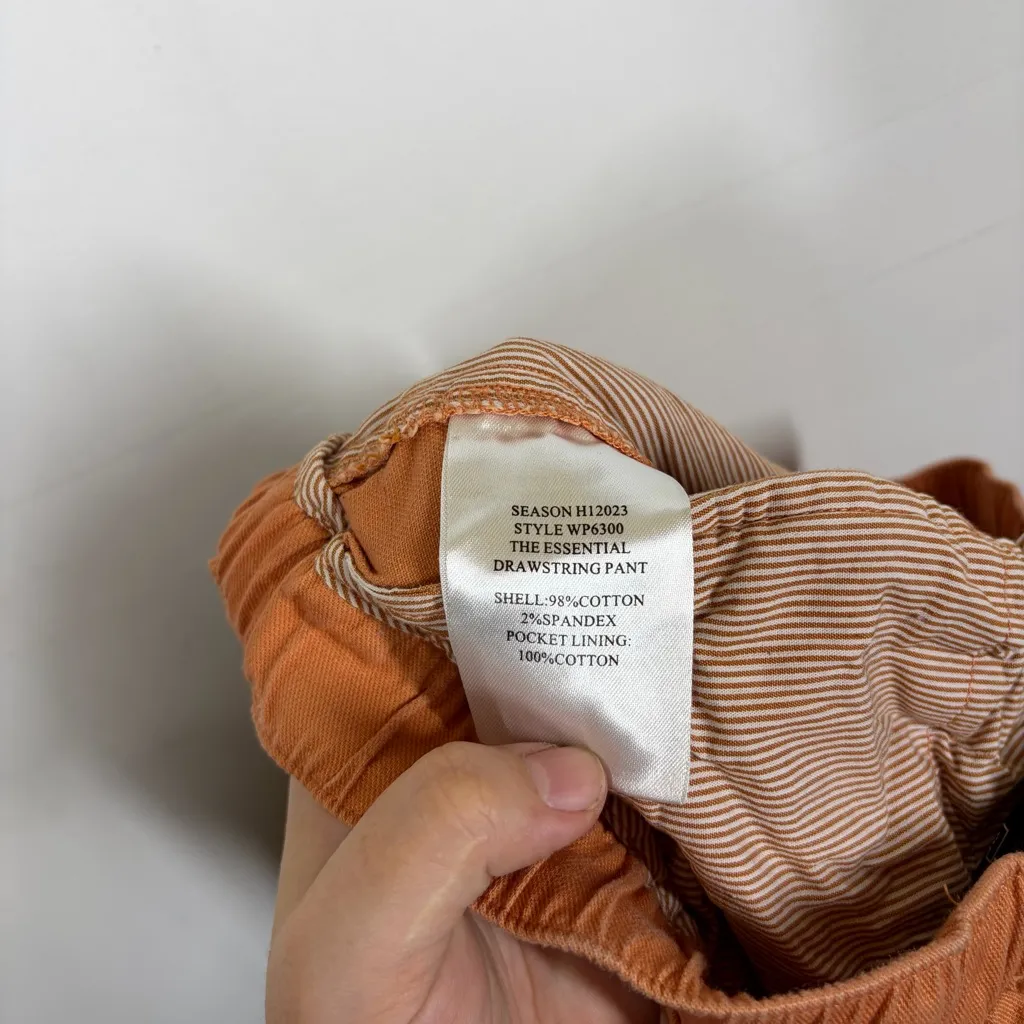 SEASON H12023
STYLE WP6300
THE ESSENTIAL
DRAWSTRING PANT
SHELL:98%COTTON
2%SPANDEX
POCKET LINING:
100%COTTON